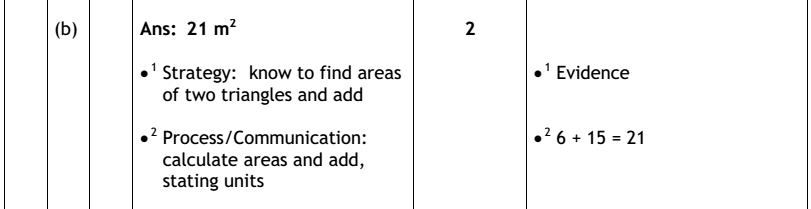 (b) Ans: 21 m² 2
•¹ Strategy: know to find areas •¹ Evidence
of two triangles and add
•² Process/Communication: •² 6 + 15 = 21
calculate areas and add,
stating units